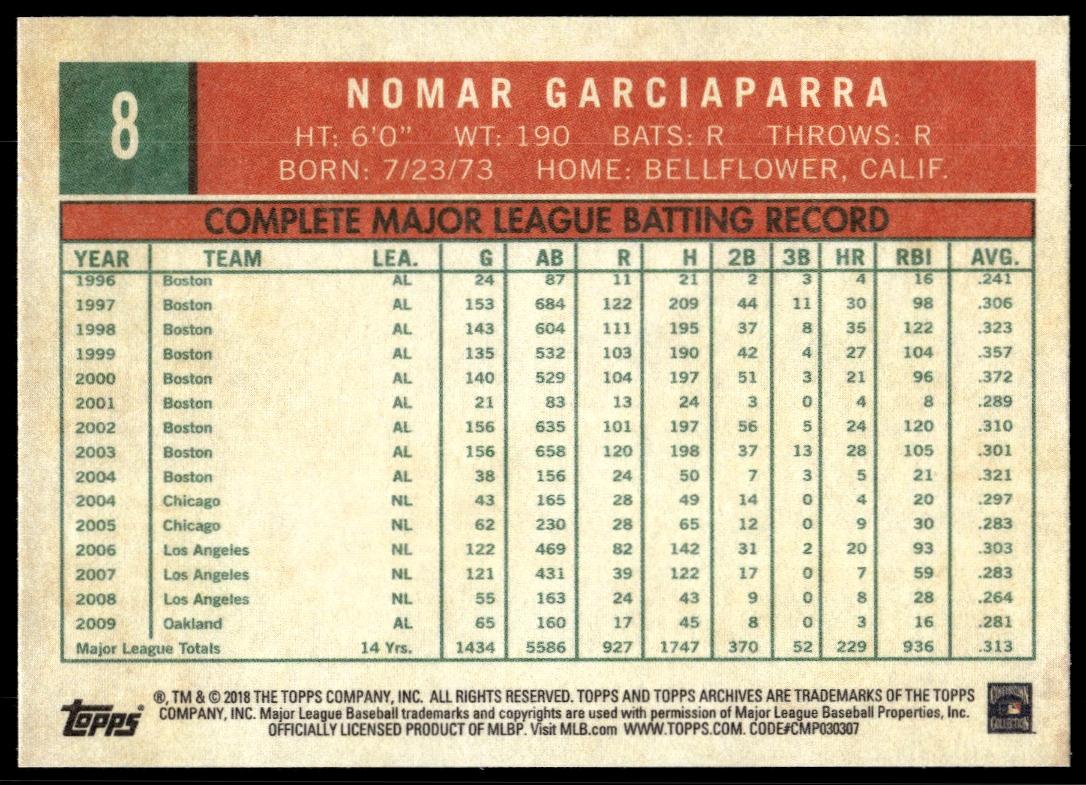 8
NOMAR GARCIAPARRA
HT: 6'0" WT: 190 BATS: R THROWS: R
BORN: 7/23/73 HOME: BELLFLOWER, CALIF.
COMPLETE MAJOR LEAGUE BATTING RECORD
YEAR TEAM LEA. G AB R H 2B 3B HR RBI AVG.
1996 Boston AL 24 87 11 21 2 3 4 16 .241
1997 Boston AL 153 684 122 209 44 11 30 98 .306
1998 Boston AL 143 604 111 195 37 8 35 122 .323
1999 Boston AL 135 532 103 190 42 4 27 104 .357
2000 Boston AL 140 529 104 197 51 3 21 96 .372
2001 Boston AL 21 83 13 24 3 0 4 8 .289
2002 Boston AL 156 635 101 197 56 5 24 120 .310
2003 Boston AL 156 658 120 198 37 13 28 105 .301
2004 Boston AL 38 156 24 50 7 3 5 21 .321
2004 Chicago NL 43 165 28 49 14 0 4 20 .297
2005 Chicago NL 62 230 28 65 12 0 9 30 .283
2006 Los Angeles NL 122 469 82 142 31 2 20 93 .303
2007 Los Angeles NL 121 431 39 122 17 0 7 59 .283
2008 Los Angeles NL 55 163 24 43 9 0 8 28 .264
2009 Oakland AL 65 160 17 45 8 0 3 16 .281
Major League Totals 14 Yrs. 1434 5586 927 1747 370 52 229 936 .313
topps®
®, TM & © 2018 THE TOPPS COMPANY, INC. ALL RIGHTS RESERVED. TOPPS AND TOPPS ARCHIVES ARE TRADEMARKS OF THE TOPPS
COMPANY, INC. Major League Baseball trademarks and copyrights are used with permission of Major League Baseball Properties, Inc.
OFFICIALLY LICENSED PRODUCT OF MLBP. Visit MLB.com WWW.TOPPS.COM. CODE#CMP030307
COLLECTION